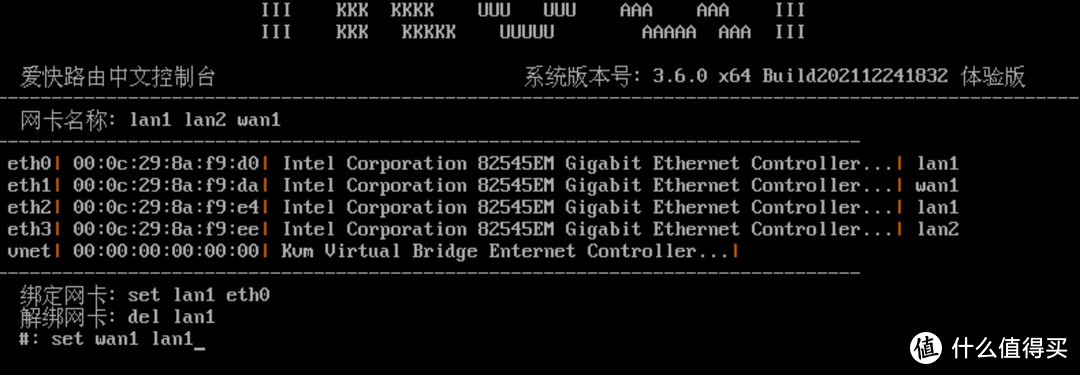 III KKK KKKK UUU UUU AAA AAA III
III KKK KKKKK UUUUU AAAAA AAA III
爱快路由中文控制台 系统版本号: 3.6.0 x64 Build202112241832 体验版
网卡名称: lan1 lan2 wan1
eth0| 00:0c:29:8a:f9:d0| Intel Corporation 82545EM Gigabit Ethernet Controller...| lan1
eth1| 00:0c:29:8a:f9:da| Intel Corporation 82545EM Gigabit Ethernet Controller...| wan1
eth2| 00:0c:29:8a:f9:e4| Intel Corporation 82545EM Gigabit Ethernet Controller...| lan1
eth3| 00:0c:29:8a:f9:ee| Intel Corporation 82545EM Gigabit Ethernet Controller...| lan2
vnet| 00:00:00:00:00:00| Kvm Virtual Bridge Enternet Controller...|
绑定网卡: set lan1 eth0
解绑网卡: del lan1
#: set wan1 lan1_
值 什么值得买